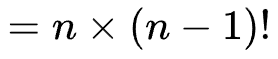 = n × (n − 1)!